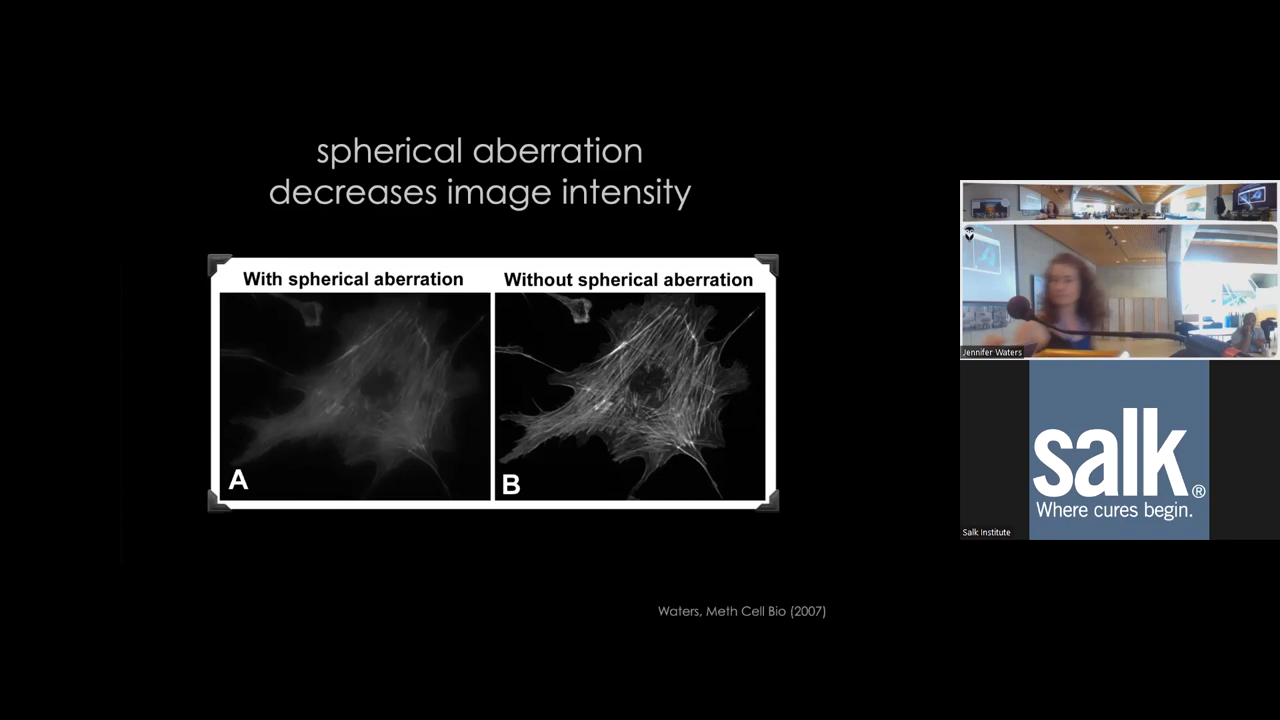 spherical aberration
decreases image intensity
With spherical aberration
Without spherical aberration
A
B
Waters, Meth Cell Bio (2007)
Jennifer Waters
salk®
Where cures begin.
Salk Institute